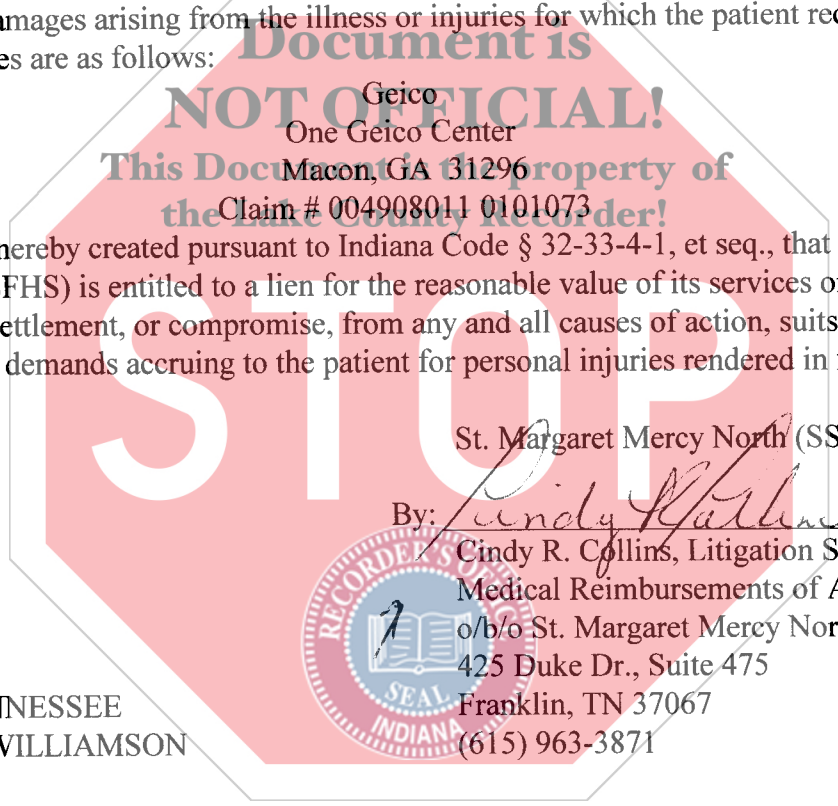 amages arising from the illness or injuries for which the patient rec
es are as follows:
Document is
NOT OFFICIAL!
This Document is the property of
the Lake County Recorder!
Geico
One Geico Center
Macon, GA 31296
Claim # 004908011 0101073
hereby created pursuant to Indiana Code § 32-33-4-1, et seq., that
FHS) is entitled to a lien for the reasonable value of its services o
ettlement, or compromise, from any and all causes of action, suits
demands accruing to the patient for personal injuries rendered in
STOP
St. Margaret Mercy North (SS
By: Cindy R Collins
Cindy R. Collins, Litigation S
Medical Reimbursements of A
o/b/o St. Margaret Mercy Nor
425 Duke Dr., Suite 475
Franklin, TN 37067
(615) 963-3871
RECORDER'S OFFICE
SEAL
INDIANA
NNESSEE
WILLIAMSON